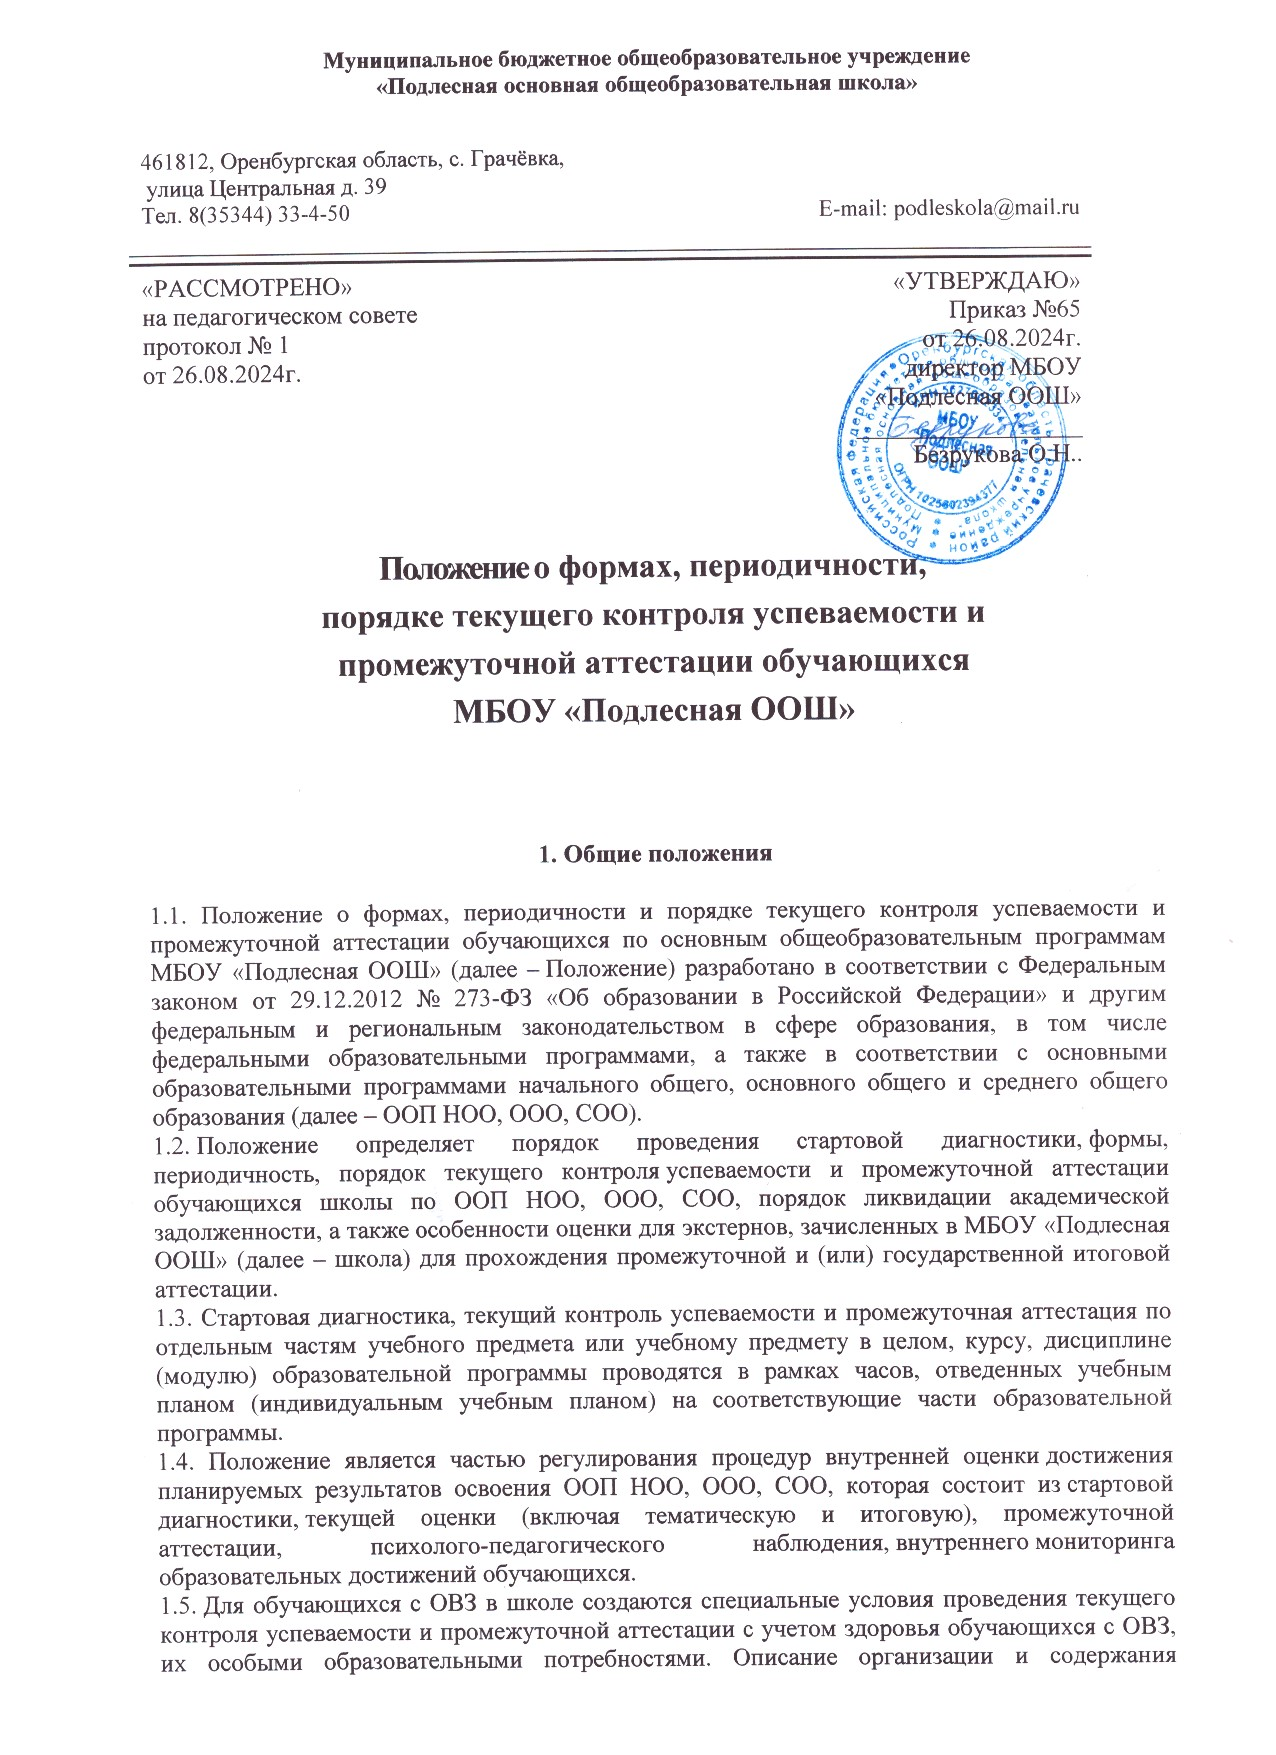 Муниципальное бюджетное общеобразовательное учреждение
«Подлесная основная общеобразовательная школа»
461812, Оренбургская область, с. Грачёвка,
улица Центральная д. 39
Тел. 8(35344) 33-4-50
E-mail: podleskola@mail.ru
«РАССМОТРЕНО»
на педагогическом совете
протокол № 1
от 26.08.2024г.
«УТВЕРЖДАЮ»
Приказ №65
от 26.08.2024г.
директор МБОУ
«Подлесная ООШ»
Безрукова О.Н..
МБОУ
"Подлесная
ООШ"
ОГРН 1025602394377
Российская Федерация * Оренбургская область Грачевский район
Положение о формах, периодичности,
порядке текущего контроля успеваемости и
промежуточной аттестации обучающихся
МБОУ «Подлесная ООШ»
1. Общие положения
1.1. Положение о формах, периодичности и порядке текущего контроля успеваемости и
промежуточной аттестации обучающихся по основным общеобразовательным программам
МБОУ «Подлесная ООШ» (далее – Положение) разработано в соответствии с Федеральным
законом от 29.12.2012 № 273-ФЗ «Об образовании в Российской Федерации» и другим
федеральным и региональным законодательством в сфере образования, в том числе
федеральными образовательными программами, а также в соответствии с основными
образовательными программами начального общего, основного общего и среднего общего
образования (далее – ООП НОО, ООО, СОО).
1.2. Положение определяет порядок проведения стартовой диагностики, формы,
периодичность, порядок текущего контроля успеваемости и промежуточной аттестации
обучающихся школы по ООП НОО, ООО, СОО, порядок ликвидации академической
задолженности, а также особенности оценки для экстернов, зачисленных в МБОУ «Подлесная
ООШ» (далее – школа) для прохождения промежуточной и (или) государственной итоговой
аттестации.
1.3. Стартовая диагностика, текущий контроль успеваемости и промежуточная аттестация по
отдельным частям учебного предмета или учебному предмету в целом, курсу, дисциплине
(модулю) образовательной программы проводятся в рамках часов, отведенных учебным
планом (индивидуальным учебным планом) на соответствующие части образовательной
программы.
1.4. Положение является частью регулирования процедур внутренней оценки достижения
планируемых результатов освоения ООП НОО, ООО, СОО, которая состоит из стартовой
диагностики, текущей оценки (включая тематическую и итоговую), промежуточной
аттестации, психолого-педагогического наблюдения, внутреннего мониторинга
образовательных достижений обучающихся.
1.5. Для обучающихся с ОВЗ в школе создаются специальные условия проведения текущего
контроля успеваемости и промежуточной аттестации с учетом здоровья обучающихся с ОВЗ,
их особыми образовательными потребностями. Описание организации и содержания